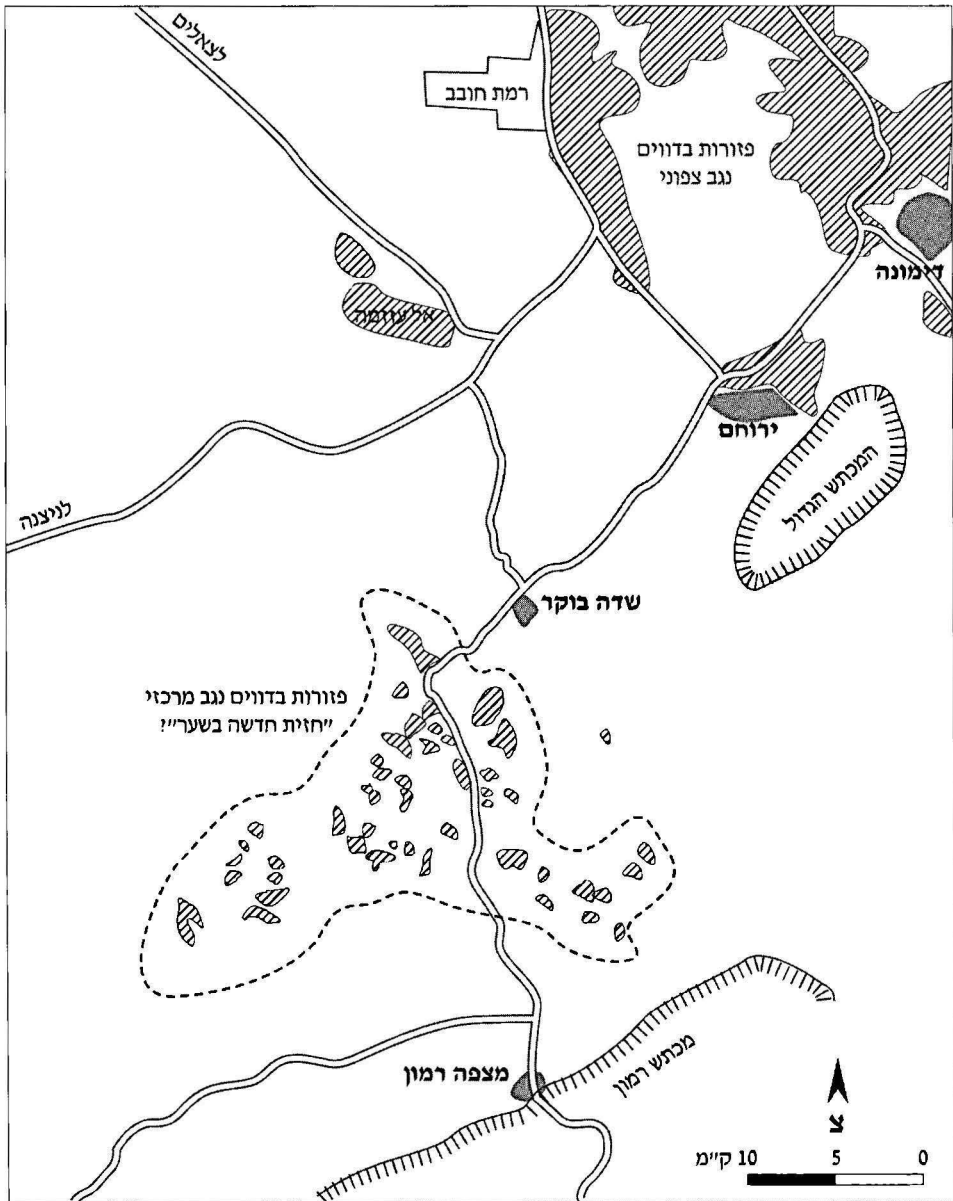 לצאלים
רמת חובב
פזורות בדווים
נגב צפוני
דימונה
אל עזזמה
ירוחם
המכתש הגדול
לניצנה
שדה בוקר
פזורות בדווים נגב מרכזי
"חזית חדשה בשער"!
מכתש רמון
מצפה רמון
צ
0 5 10 ק"מ